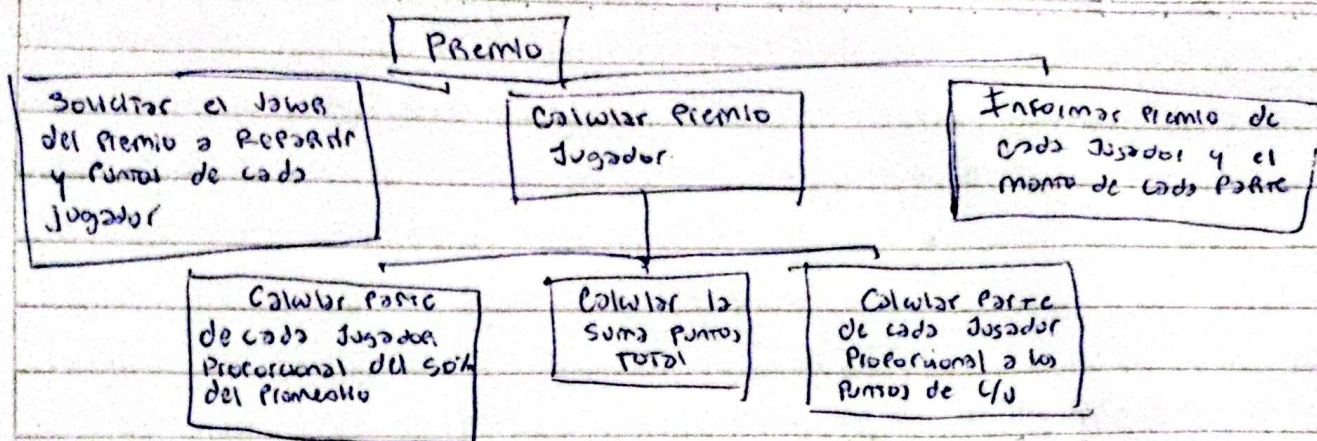 PREMIO
Solicitar el valor
del Premio a Repartir
y Puntos de cada
jugador
Calcular Premio
Jugador
Informar Premio de
cada Jugador y el
monto de cada Parte
Calcular Parte
de cada Jugador
Proporcional del 50%
del
Calcular la
suma puntos
Total
Calcular Parte
de cada Jugador
Proporcional a los
Puntos de c/u